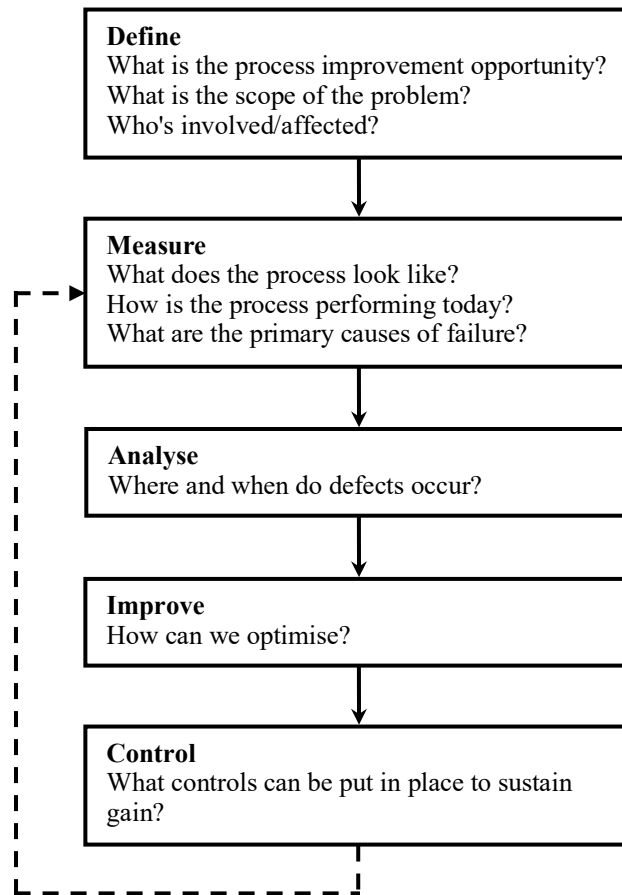 Define
What is the process improvement opportunity?
What is the scope of the problem?
Who's involved/affected?
Measure
What does the process look like?
How is the process performing today?
What are the primary causes of failure?
Analyse
Where and when do defects occur?
Improve
How can we optimise?
Control
What controls can be put in place to sustain
gain?